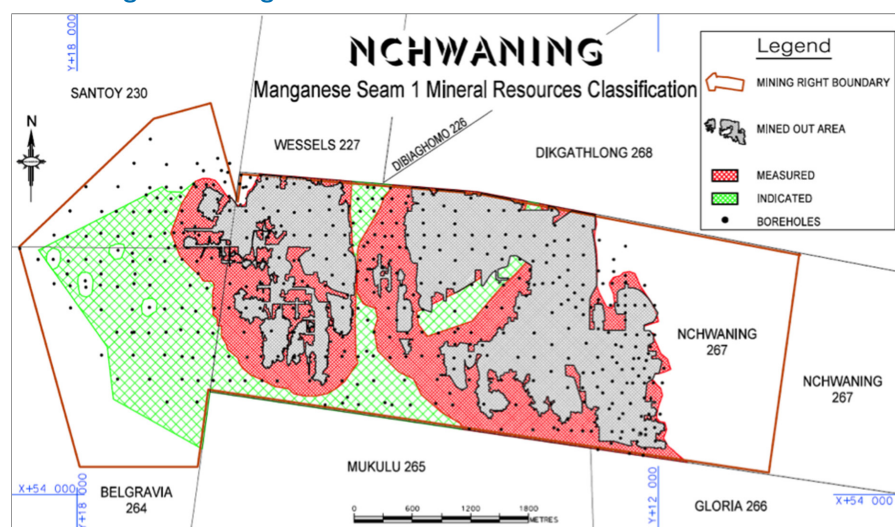 Y+18 000
NCHWANING
Manganese Seam 1 Mineral Resources Classification
Legend
MINING RIGHT BOUNDARY
MINED OUT AREA
MEASURED
INDICATED
BOREHOLES
SANTOY 230
N
WESSELS 227
DIBIAGHOMO 226
DIKGATHLONG 268
NCHWANING
267
NCHWANING
267
MUKULU 265
BELGRAVIA
264
GLORIA 266
X+54 000
Y+18 000
0 600 1200 1800
METRES
Y+12 000
+54 000